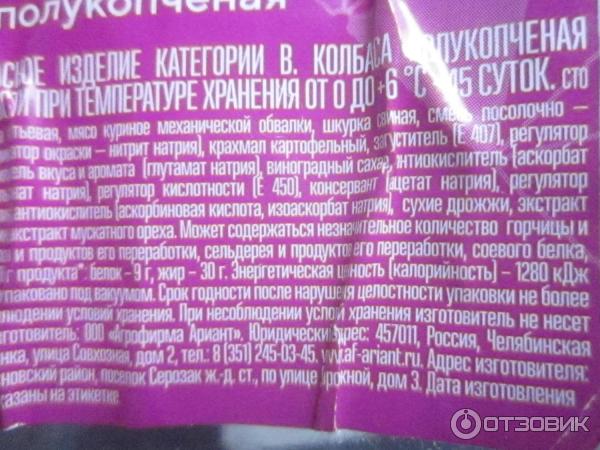 полукопченая
ИЗДЕЛИЕ КАТЕГОРИИ В. КОЛБАСА ПОЛУКОПЧЕНАЯ
ПРИ ТЕМПЕРАТУРЕ ХРАНЕНИЯ ОТ 0 ДО +6 °С 45 СУТОК. СТО
тьевая, мясо куриное механической обвалки, шкурка свиная, смесь посолочно –
окраски – нитрит натрия), крахмал картофельный, загуститель (Е 407), регулятор
вкуса и аромата (глутамат натрия), виноградный сахар, антиокислитель (аскорбат
нат натрия), регулятор кислотности (Е 450), консервант (ацетат натрия), регулятор
антиокислитель (аскорбиновая кислота, изоаскорбат натрия), сухие дрожжи, экстракт
экстракт мускатного ореха. Может содержаться незначительное количество горчицы и
и продуктов его переработки, сельдерея и продуктов его переработки, соевого белка,
г продукта*: белок – 9 г, жир – 30 г. Энергетическая ценность (калорийность) – 1280 кДж
упаковано под вакуумом. Срок годности после нарушения целостности упаковки не более
людении условий хранения. При несоблюдении условий хранения изготовитель не несет
зготовитель: ООО «Агрофирма Ариант». Юридический адрес: 457011, Россия, Челябинская
нка, улица Совхозная, дом 2, тел.: 8 (351) 245-03-45. www.af-ariant.ru. Адрес изготовителя:
новский район, поселок Серозак ж.-д. ст., по улице дом 3. Дата изготовления
казаны на этикетке.
ОТЗОВИК